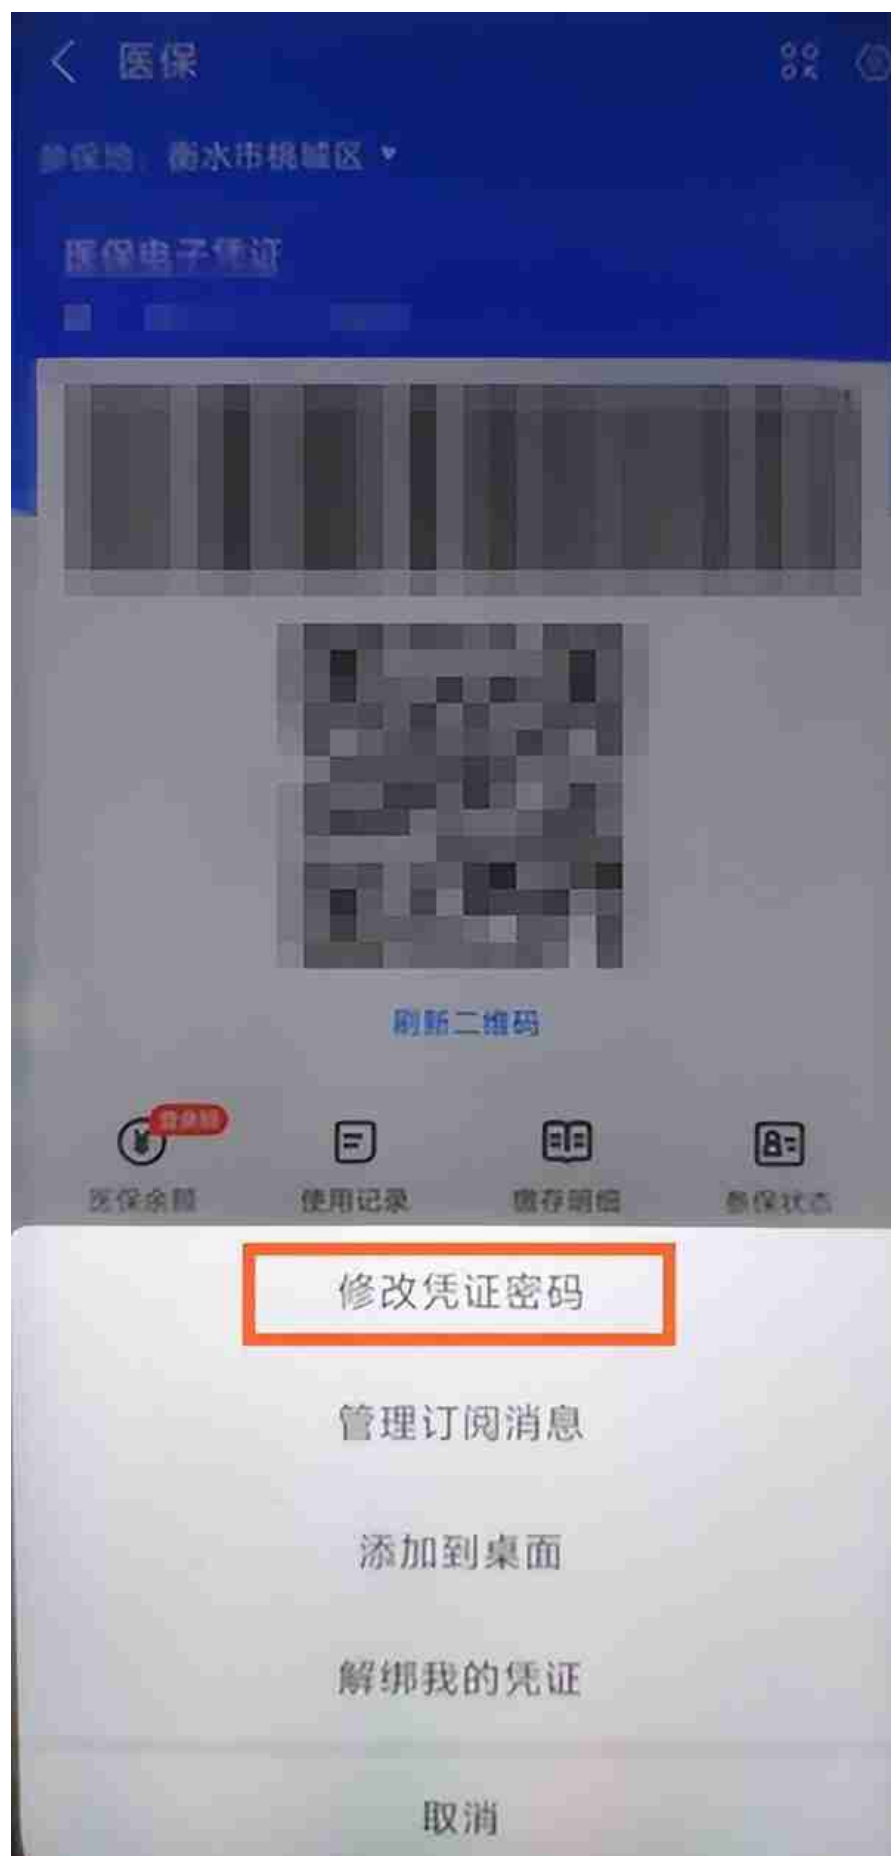 医保
参保地：衡水市桃城区
医保电子凭证
刷新二维码
医保余额 使用记录 缴存明细 参保状态
修改凭证密码
管理订阅消息
添加到桌面
解绑我的凭证
取消